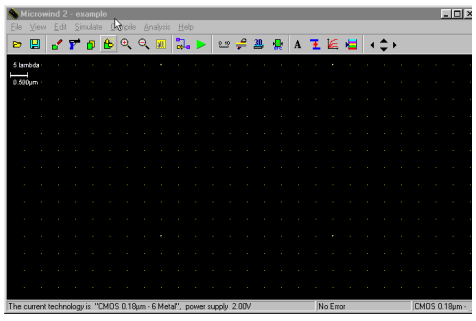 Microwind 2 - example
File View Edit Simulate Compile Analysis Help
5 lambda
0.500µm
The current technology is "CMOS 0.18µm - 6 Metal", power supply 2.00V No Error CMOS 0.18µm -